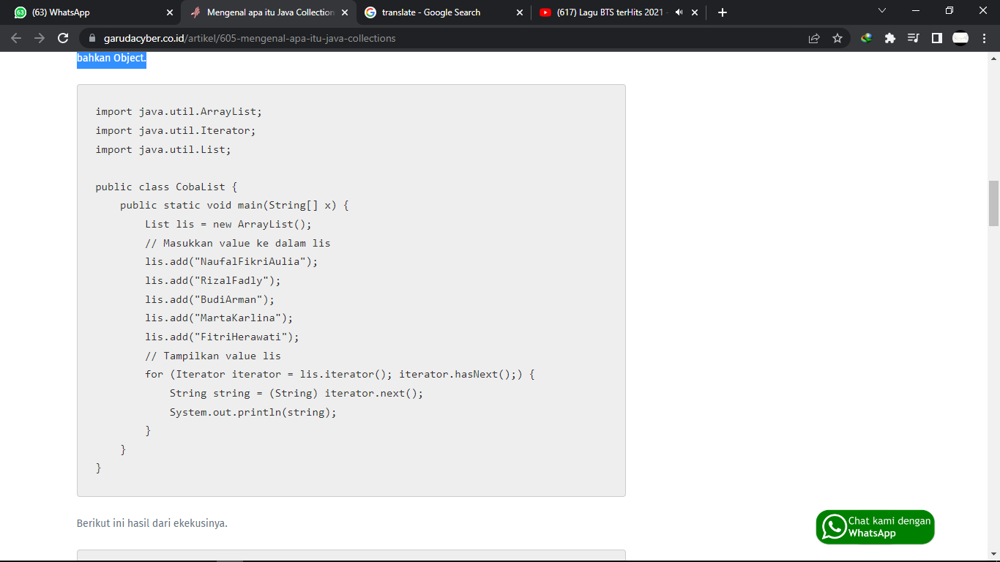 63 (63) WhatsApp
Mengenal apa itu Java Collection
translate - Google Search
(617) Lagu BTS terHits 2021 -
garudacyber.co.id/artikel/605-mengenal-apa-itu-java-collections
bahkan Object.
import java.util.ArrayList;
import java.util.Iterator;
import java.util.List;
public class CobaList {
    public static void main(String[] x) {
        List lis = new ArrayList();
        // Masukkan value ke dalam lis
        lis.add("NaufalFikriAulia");
        lis.add("RizalFadly");
        lis.add("BudiArman");
        lis.add("MartaKarlina");
        lis.add("FitriHerawati");
        // Tampilkan value lis
        for (Iterator iterator = lis.iterator(); iterator.hasNext();) {
            String string = (String) iterator.next();
            System.out.println(string);
        }
    }
}
Berikut ini hasil dari ekekusinya.
Chat kami dengan
WhatsApp